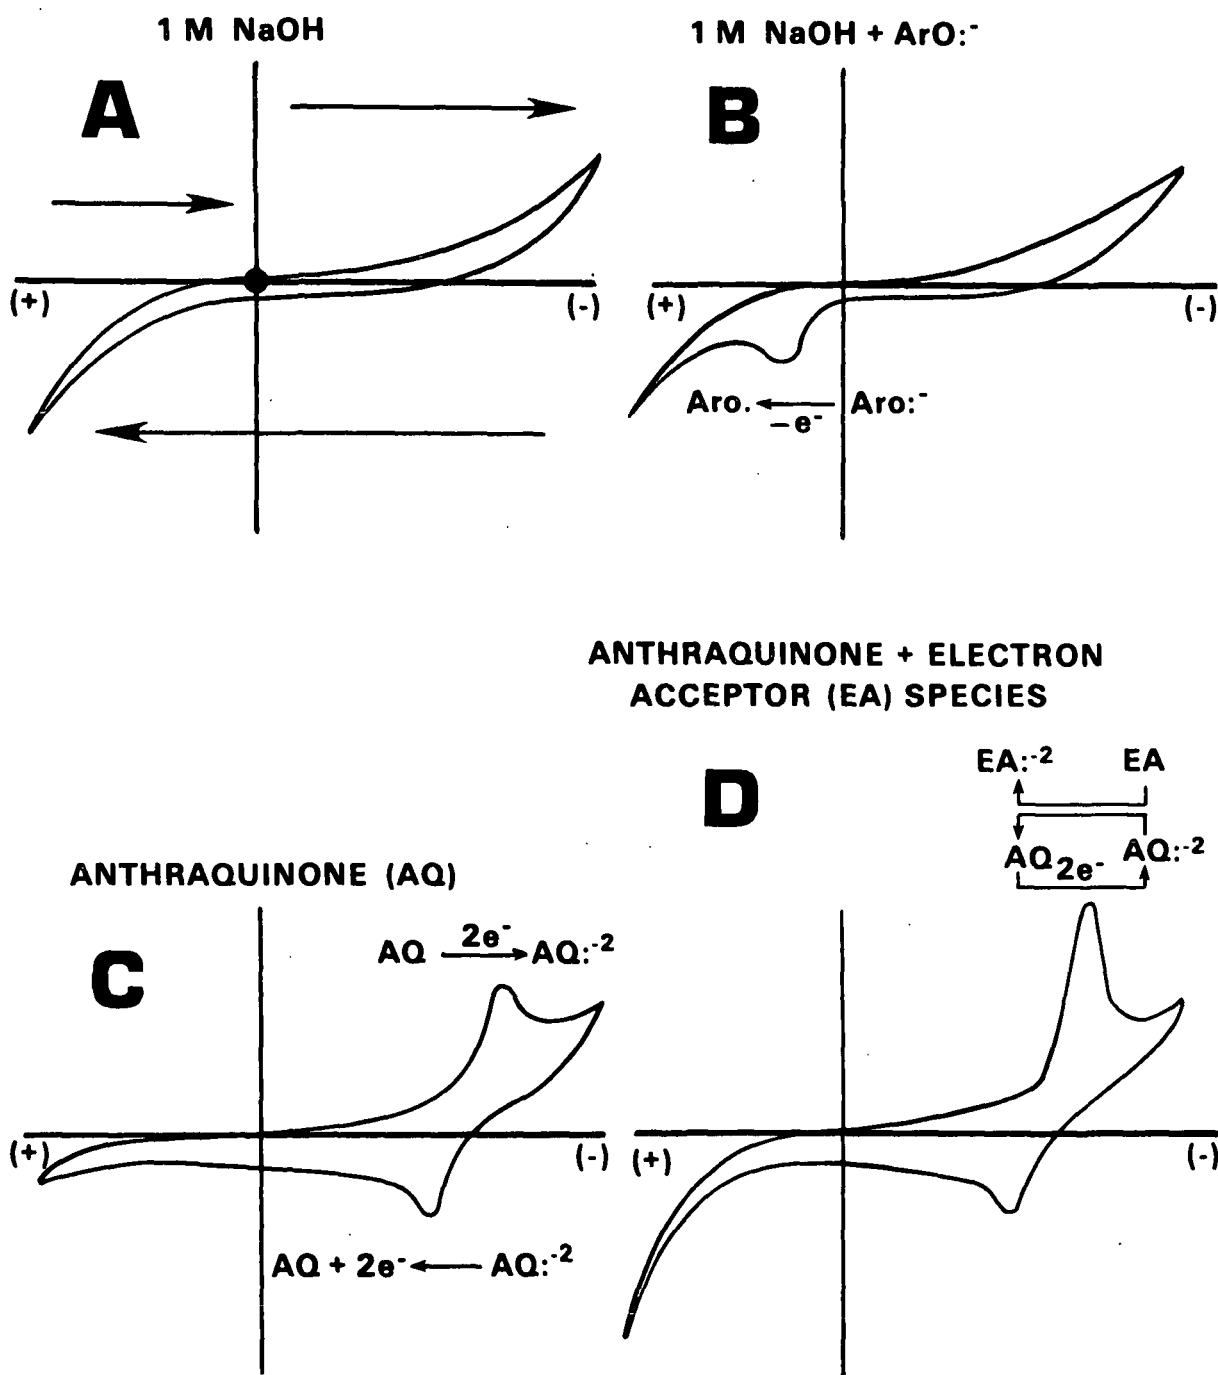 1 M NaOH
A
(+)
(-)
1 M NaOH + ArO:⁻
B
(+)
(-)
Aro. Aro:⁻
−e⁻
ANTHRAQUINONE (AQ)
C
AQ 2e⁻ AQ:⁻²
(+)
(-)
AQ + 2e⁻ AQ:⁻²
ANTHRAQUINONE + ELECTRON
ACCEPTOR (EA) SPECIES
D
EA:⁻² EA
AQ 2e⁻ AQ:⁻²
(+)
(-)